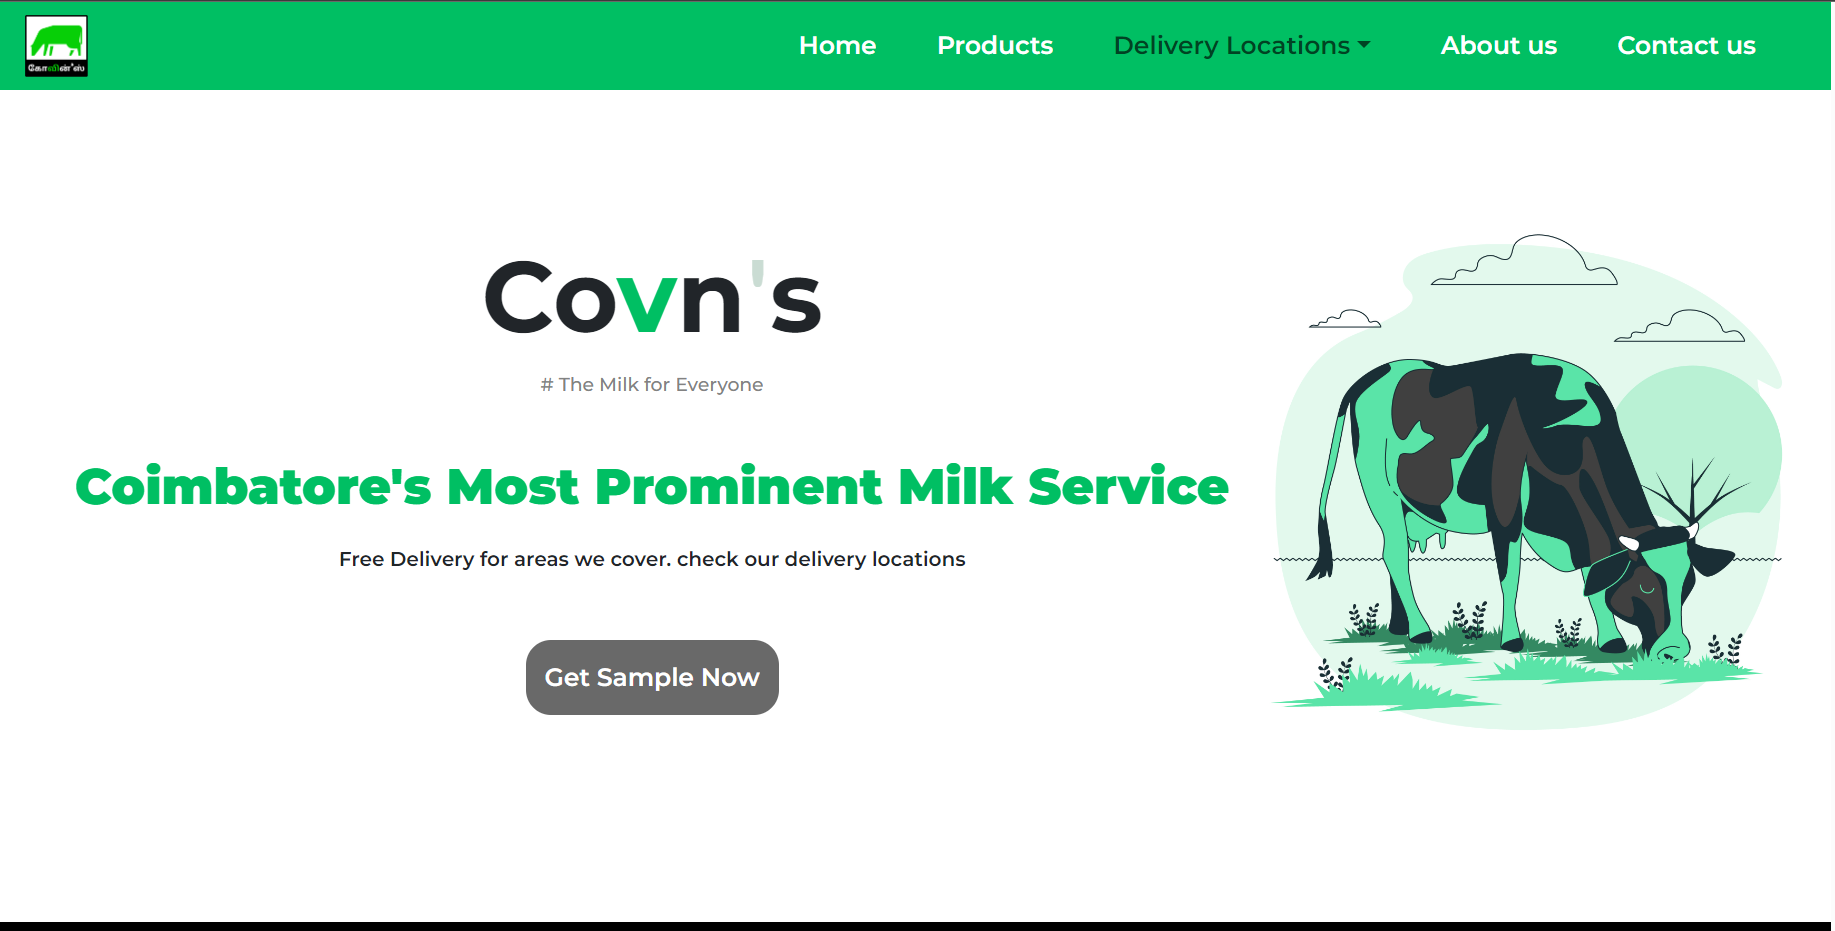 கோவின்'ஸ்
Home Products Delivery Locations About us Contact us
Covn's
# The Milk for Everyone
Coimbatore's Most Prominent Milk Service
Free Delivery for areas we cover. check our delivery locations
Get Sample Now